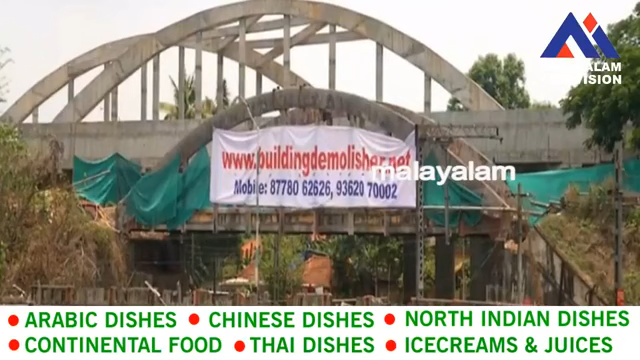 ALAM
ISION
www.buildingdemolisher.net
Mobile: 87780 62626, 93620 70002
malayalam
• ARABIC DISHES • CHINESE DISHES • NORTH INDIAN DISHES
• CONTINENTAL FOOD • THAI DISHES • ICECREAMS & JUICES